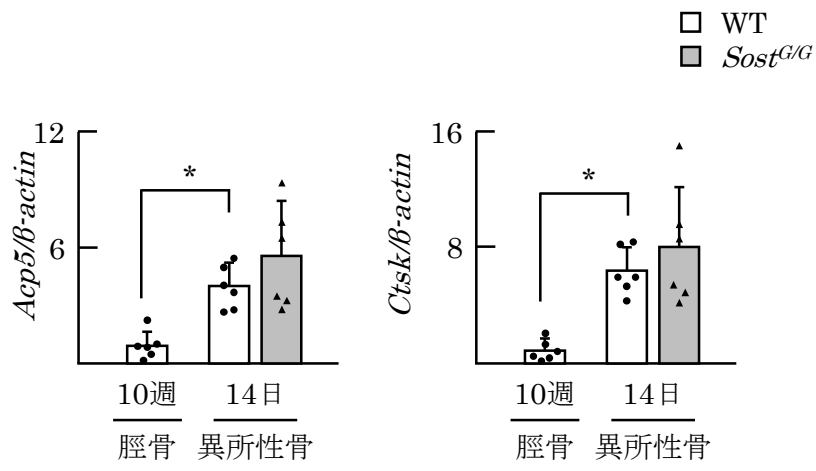 WT
Sost^G/G
Acp5/β-actin
12
6
*
10週
14日
脛骨
異所性骨
Ctsk/β-actin
16
8
*
10週
14日
脛骨
異所性骨